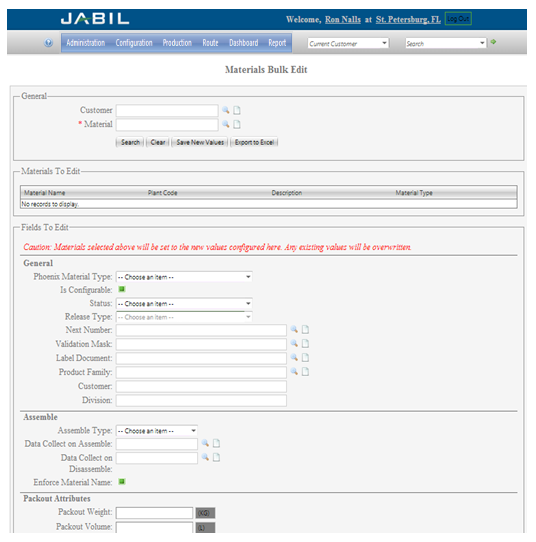 JABIL
Welcome, Ron Nalls at St. Petersburg, FL Log Out
Administration Configuration Production Route Dashboard Report Current Customer Search
Materials Bulk Edit
General
Customer
* Material
Search Clear Save New Values Export to Excel
Materials To Edit
Material Name Plant Code Description Material Type
No records to display.
Fields To Edit
Caution: Materials selected above will be set to the new values configured here. Any existing values will be overwritten.
General
Phoenix Material Type: -- Choose an item --
Is Configurable:
Status: -- Choose an item --
Release Type: -- Choose an item --
Next Number:
Validation Mask:
Label Document:
Product Family:
Customer:
Division:
Assemble
Assemble Type: -- Choose an item --
Data Collect on Assemble:
Data Collect on
Disassemble:
Enforce Material Name:
Packout Attributes
Packout Weight: (KG)
Packout Volume: (L)